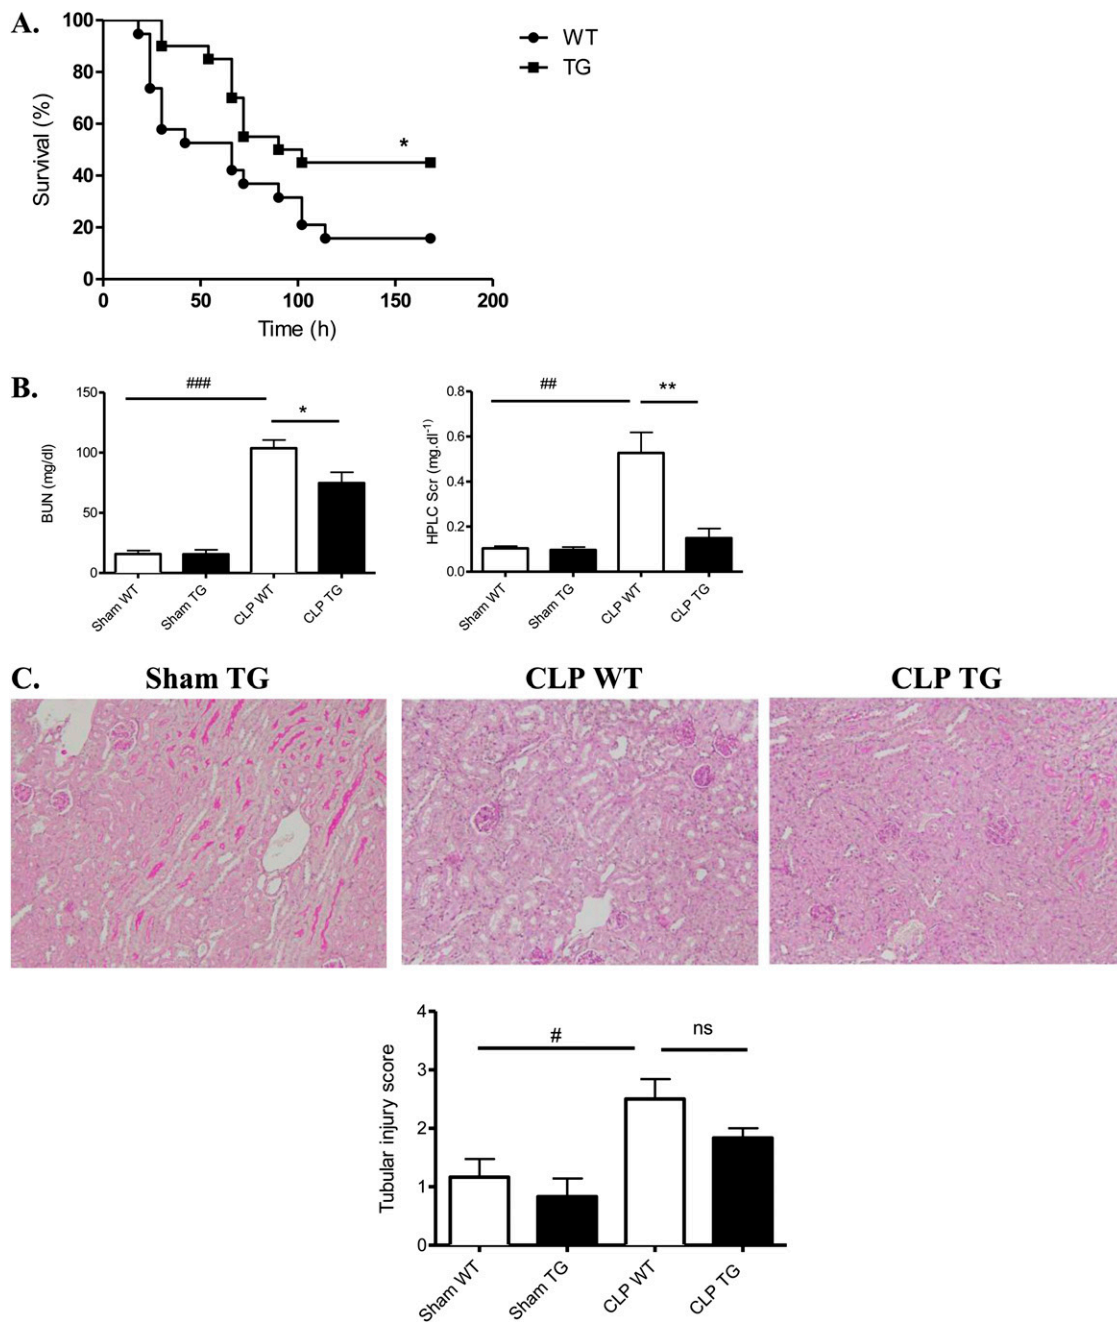 A.
100
80
60
40
20
0
Survival (%)
0 50 100 150 200
Time (h)
*
WT
TG
B.
150
100
50
0
BUN (mg/dl)
###
*
Sham WT
Sham TG
CLP WT
CLP TG
0.8
0.6
0.4
0.2
0.0
HPLC Scr (mg.dl⁻¹)
##
**
Sham WT
Sham TG
CLP WT
CLP TG
C.
Sham TG
CLP WT
CLP TG
4
3
2
1
0
Tubular injury score
#
ns
Sham WT
Sham TG
CLP WT
CLP TG